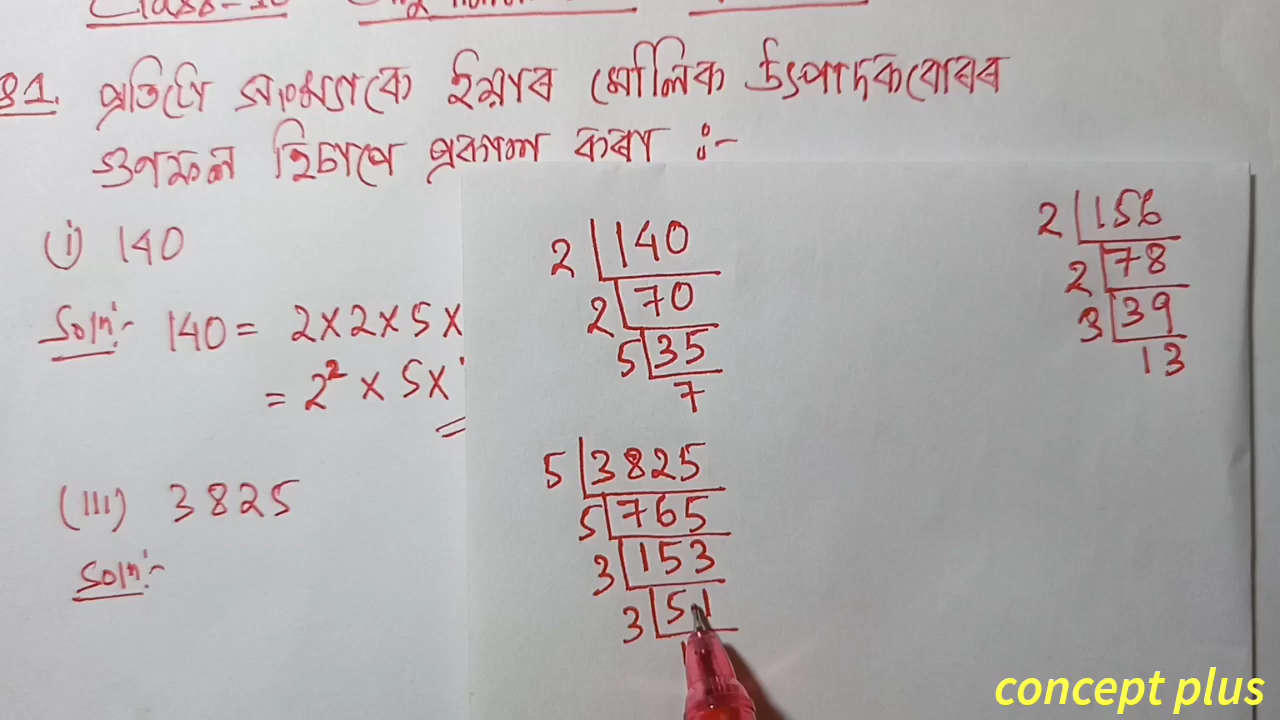 Q1. প্ৰতিটো সংখ্যাকে ইয়াৰ মৌলিক উৎপাদকবোৰৰ
গুণফল হিচাপে প্ৰকাশ কৰা :-
(i) 140
Soln:- 140 = 2×2×5×
= 2² × 5×
(III) 3825
Soln:-
2 140
2 70
5 35
7
5 3825
5 765
3 153
3 51
2 156
2 78
3 39
13
concept plus